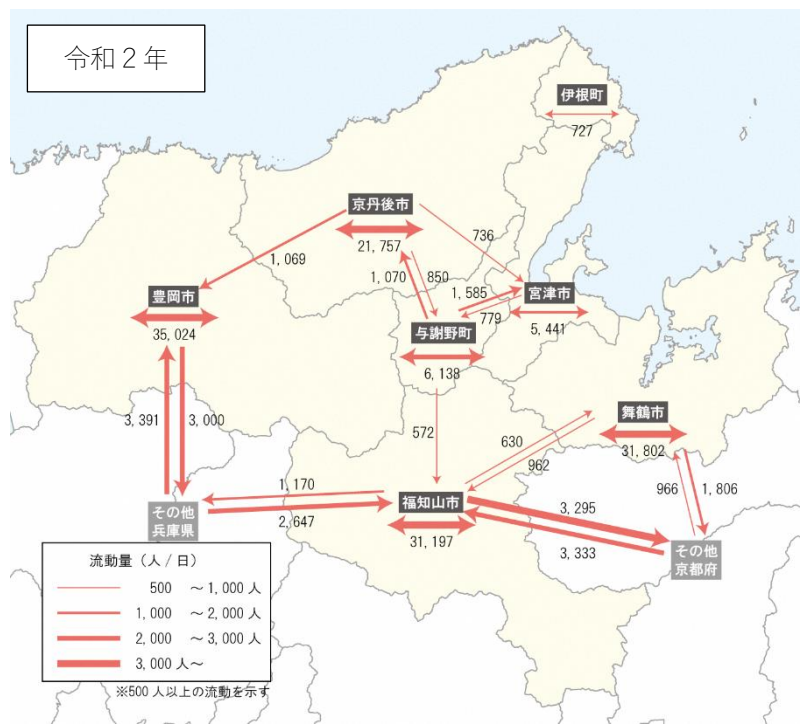 令和２年
伊根町
727
京丹後市
21,757
736
1,069
1,070
850
1,585
宮津市
豊岡市
779
5,441
35,024
与謝野町
6,138
3,391
3,000
572
舞鶴市
630
31,802
962
1,170
福知山市
966
1,806
その他
兵庫県
2,647
31,197
3,295
3,333
その他
京都府
流動量（人/日）
500 ～1,000人
1,000 ～2,000人
2,000 ～3,000人
3,000人～
※500人以上の流動を示す